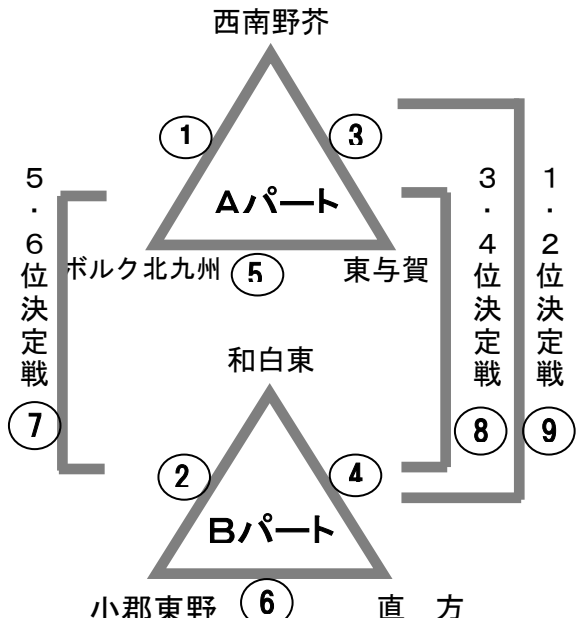 西南野芥
①
③
Aパート
ボルク北九州
⑤
東与賀
5・6位決定戦
⑦
3・4位決定戦
⑧
1・2位決定戦
⑨
和白東
②
④
Bパート
小郡東野
⑥
直 方